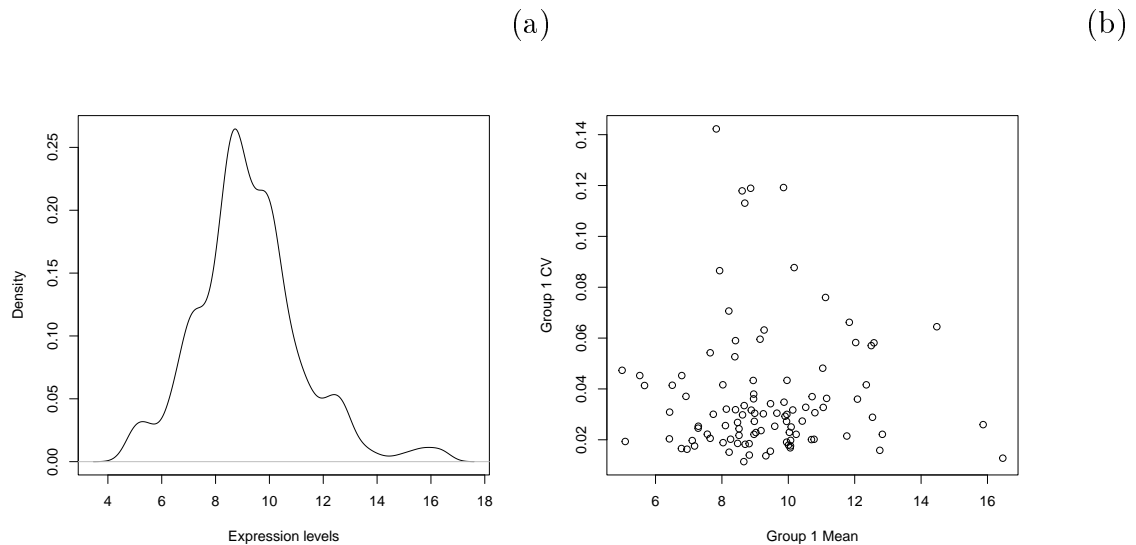 (a)
(b)
Density
0.00 0.05 0.10 0.15 0.20 0.25
4 6 8 10 12 14 16 18
Expression levels
Group 1 CV
0.02 0.04 0.06 0.08 0.10 0.12 0.14
6 8 10 12 14 16
Group 1 Mean